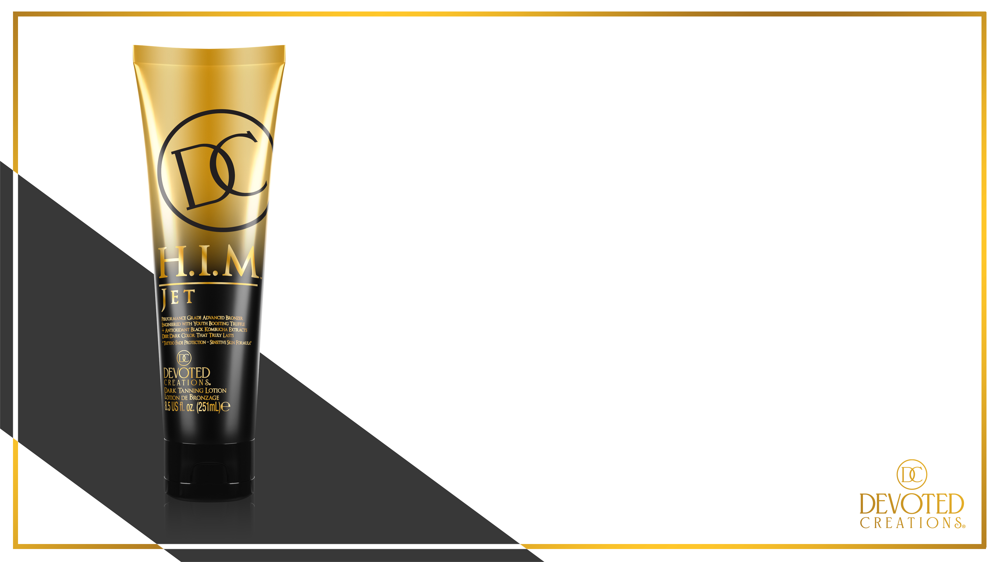 DC
H.I.M™
JET
PERFORMANCE GRADE ADVANCED BRONZER
ENGINEERED WITH YOUTH BOOSTING TRUFFLE
+ ANTIOXIDANT BLACK KOMBUCHA EXTRACTS
DEEP, DARK COLOR THAT TRULY LASTS
*TATTOO FADE PROTECTION – SENSITIVE SKIN FORMULA*
DC
DEVOTED
CREATIONS®
DARK TANNING LOTION
LOTION DE BRONZAGE
8.5 US fl. oz. (251mL)℮
DC
DEVOTED
CREATIONS®